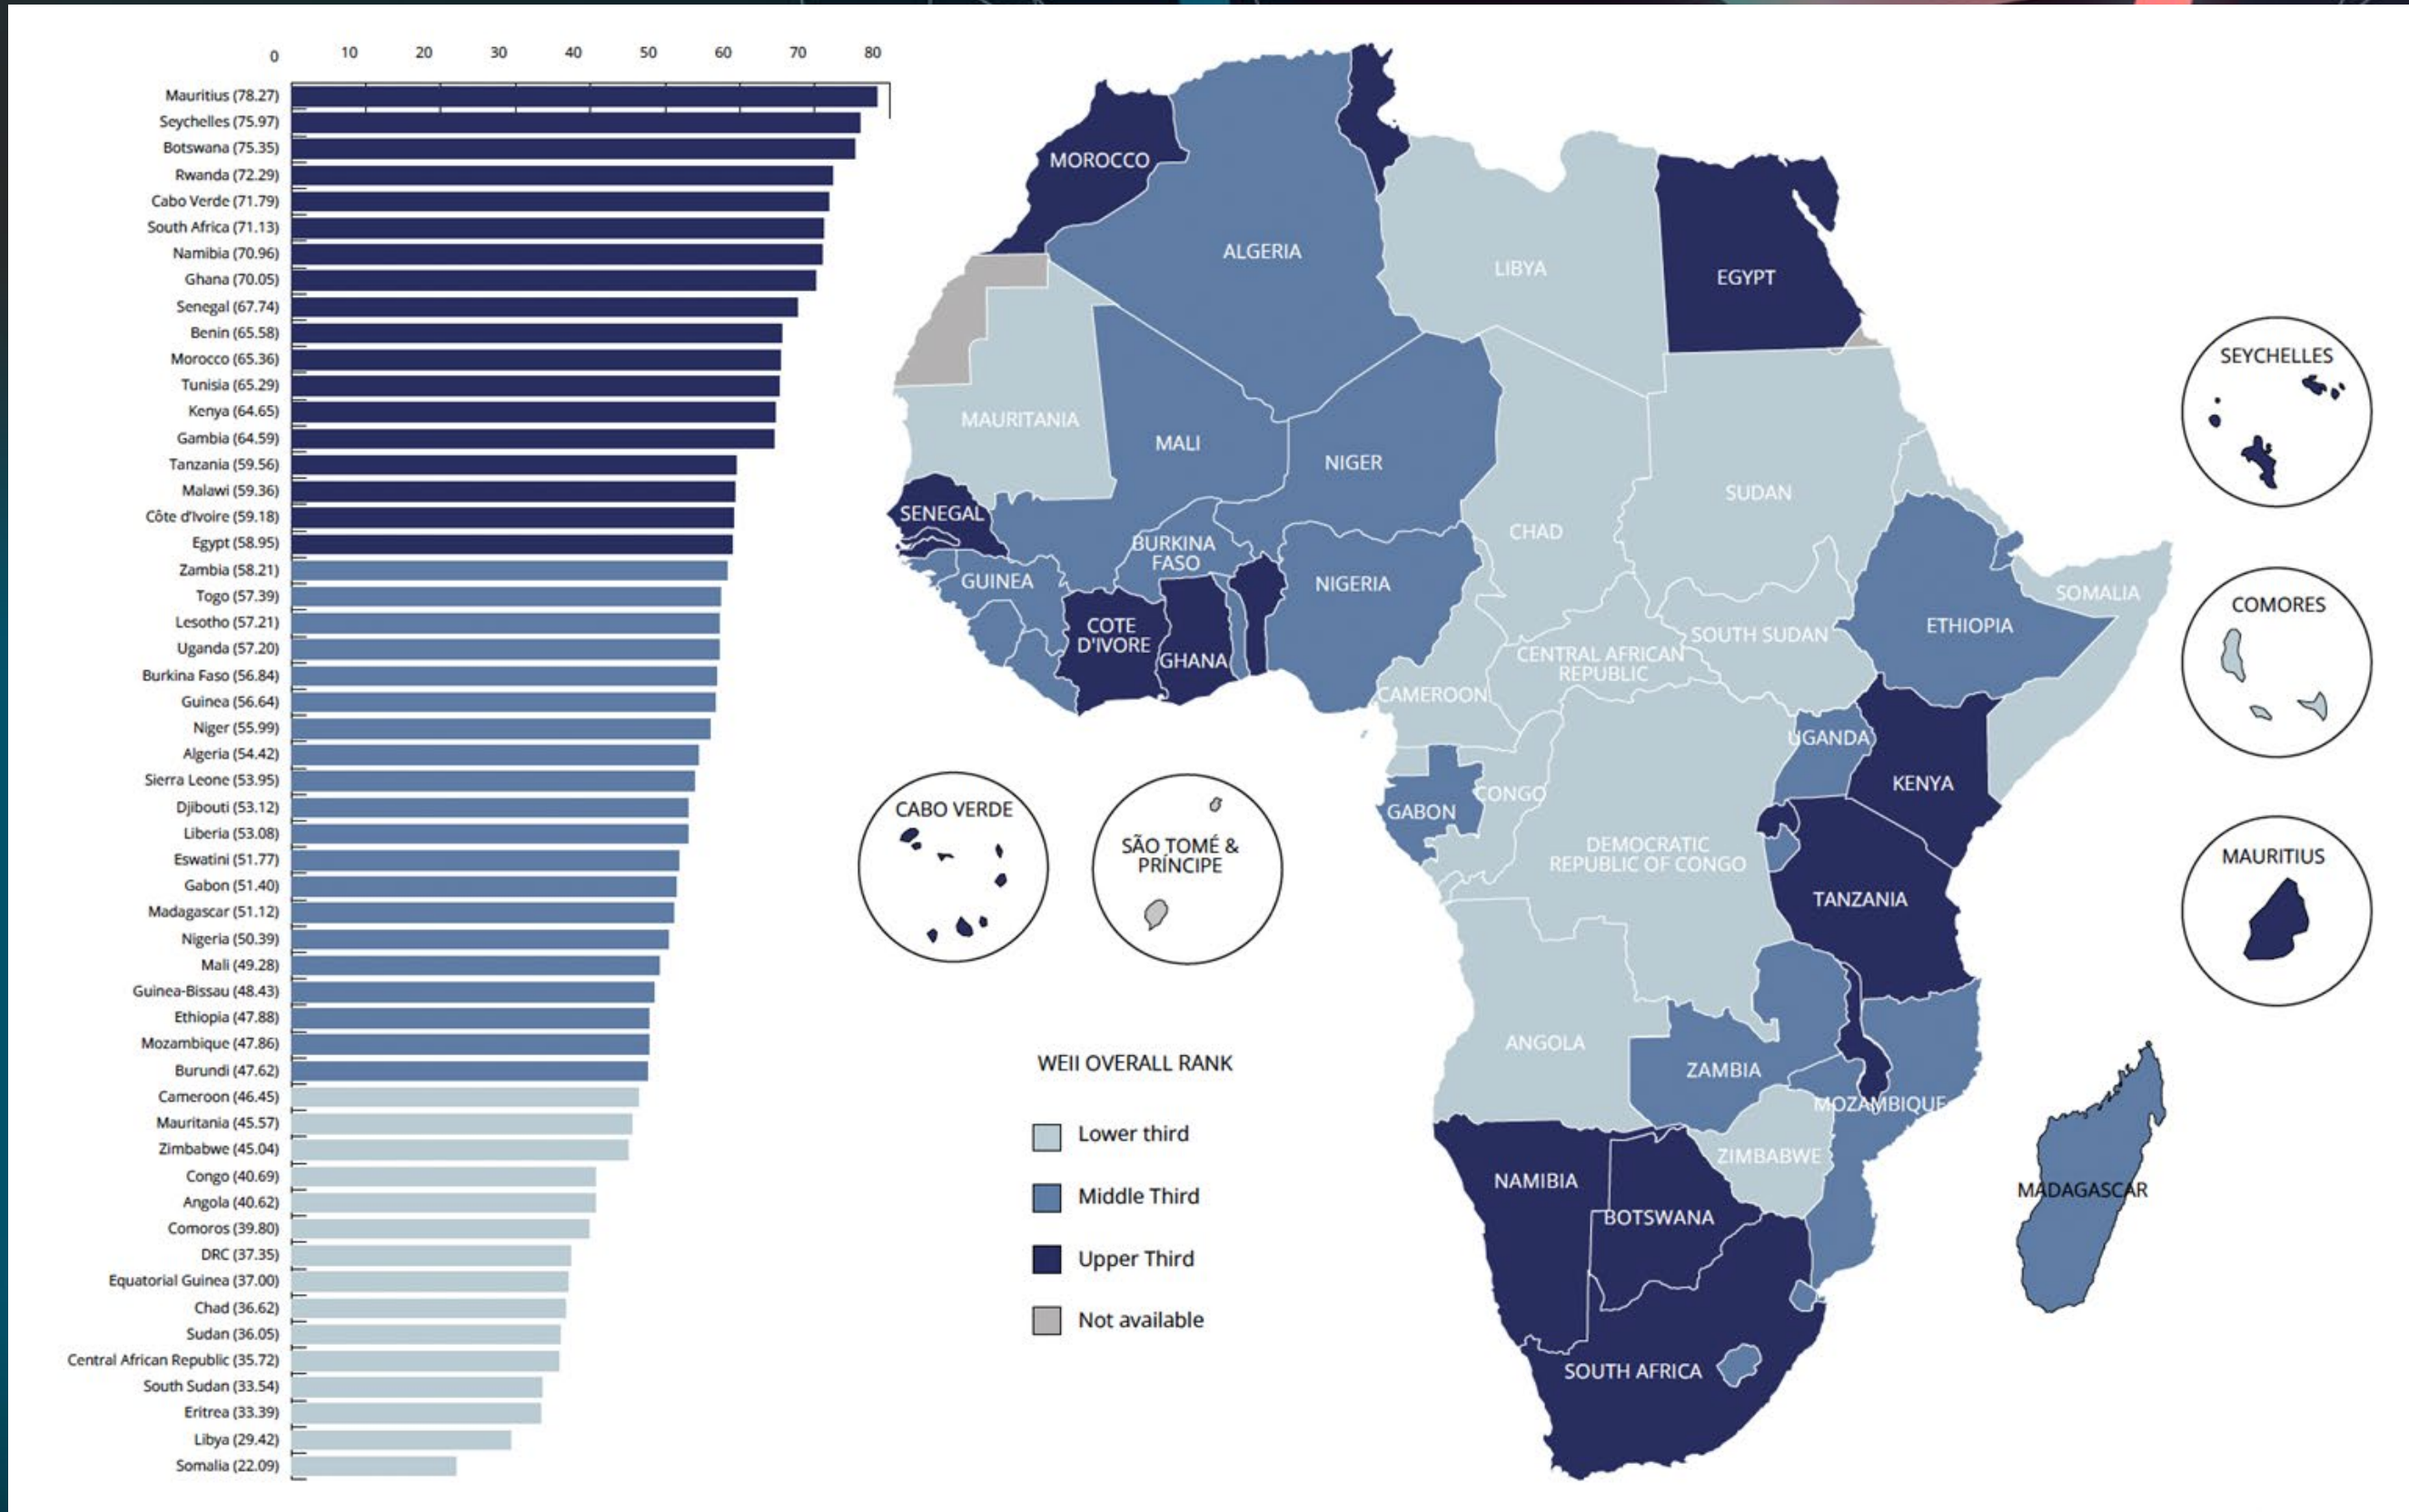 0 10 20 30 40 50 60 70 80
Mauritius (78.27)
Seychelles (75.97)
Botswana (75.35)
Rwanda (72.29)
Cabo Verde (71.79)
South Africa (71.13)
Namibia (70.96)
Ghana (70.05)
Senegal (67.74)
Benin (65.58)
Morocco (65.36)
Tunisia (65.29)
Kenya (64.65)
Gambia (64.59)
Tanzania (59.56)
Malawi (59.36)
Côte d'Ivoire (59.18)
Egypt (58.95)
Zambia (58.21)
Togo (57.39)
Lesotho (57.21)
Uganda (57.20)
Burkina Faso (56.84)
Guinea (56.64)
Niger (55.99)
Algeria (54.42)
Sierra Leone (53.95)
Djibouti (53.12)
Liberia (53.08)
Eswatini (51.77)
Gabon (51.40)
Madagascar (51.12)
Nigeria (50.39)
Mali (49.28)
Guinea-Bissau (48.43)
Ethiopia (47.88)
Mozambique (47.86)
Burundi (47.62)
Cameroon (46.45)
Mauritania (45.57)
Zimbabwe (45.04)
Congo (40.69)
Angola (40.62)
Comoros (39.80)
DRC (37.35)
Equatorial Guinea (37.00)
Chad (36.62)
Sudan (36.05)
Central African Republic (35.72)
South Sudan (33.54)
Eritrea (33.39)
Libya (29.42)
Somalia (22.09)
MOROCCO
ALGERIA
LIBYA
EGYPT
MAURITANIA
MALI
NIGER
CHAD
SUDAN
SENEGAL
BURKINA
FASO
GUINEA
NIGERIA
COTE
D'IVORE
GHANA
SOUTH SUDAN
CENTRAL AFRICAN
REPUBLIC
CAMEROON
ETHIOPIA
SOMALIA
UGANDA
KENYA
GABON
CONGO
DEMOCRATIC
REPUBLIC OF CONGO
TANZANIA
ANGOLA
ZAMBIA
MOZAMBIQUE
ZIMBABWE
NAMIBIA
BOTSWANA
SOUTH AFRICA
MADAGASCAR
SEYCHELLES
COMORES
MAURITIUS
CABO VERDE
SÃO TOMÉ &
PRÍNCIPE
WEII OVERALL RANK
Lower third
Middle Third
Upper Third
Not available